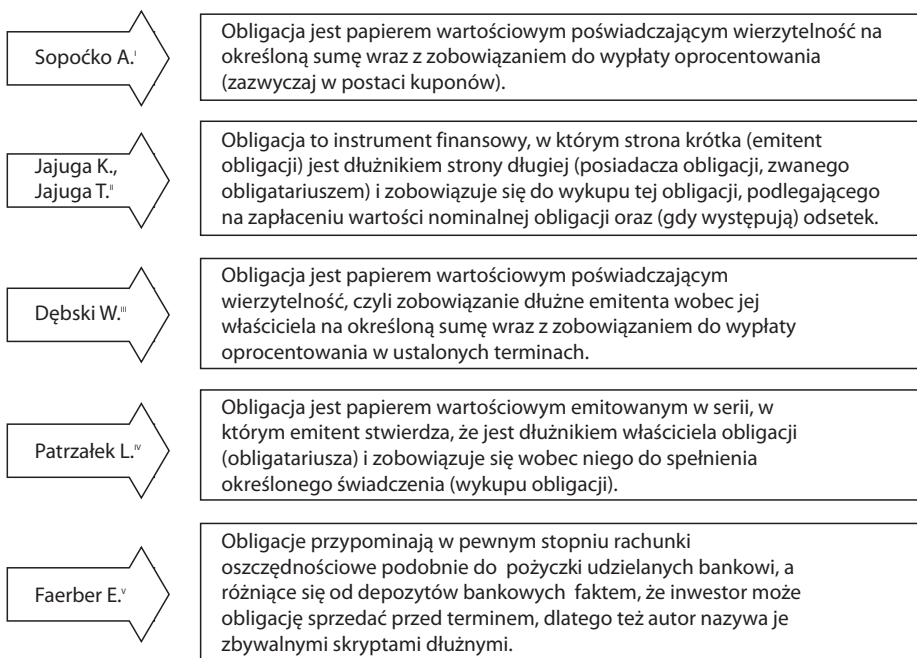 Sopoćko A.ᴵ
Obligacja jest papierem wartościowym poświadczającym wierzytelność na
określoną sumę wraz z zobowiązaniem do wypłaty oprocentowania
(zazwyczaj w postaci kuponów).
Jajuga K.,
Jajuga T.ᴵᴵ
Obligacja to instrument finansowy, w którym strona krótka (emitent
obligacji) jest dłużnikiem strony długiej (posiadacza obligacji, zwanego
obligatariuszem) i zobowiązuje się do wykupu tej obligacji, podlegającego
na zapłaceniu wartości nominalnej obligacji oraz (gdy występują) odsetek.
Dębski W.ᴵᴵᴵ
Obligacja jest papierem wartościowym poświadczającym
wierzytelność, czyli zobowiązanie dłużne emitenta wobec jej
właściciela na określoną sumę wraz z zobowiązaniem do wypłaty
oprocentowania w ustalonych terminach.
Patrzałek L.ᴵⱽ
Obligacja jest papierem wartościowym emitowanym w serii, w
którym emitent stwierdza, że jest dłużnikiem właściciela obligacji
(obligatariusza) i zobowiązuje się wobec niego do spełnienia
określonego świadczenia (wykupu obligacji).
Faerber E.ⱽ
Obligacje przypominają w pewnym stopniu rachunki
oszczędnościowe podobnie do pożyczki udzielanych bankowi, a
różniące się od depozytów bankowych faktem, że inwestor może
obligację sprzedać przed terminem, dlatego też autor nazywa je
zbywalnymi skryptami dłużnymi.